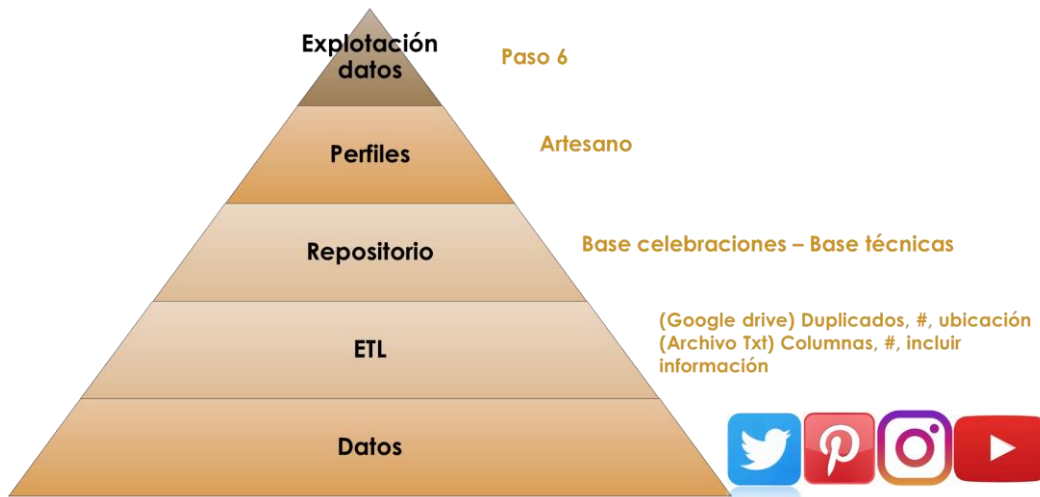 Explotación
datos
Paso 6
Perfiles
Artesano
Repositorio
Base celebraciones – Base técnicas
ETL
(Google drive) Duplicados, #, ubicación
(Archivo Txt) Columnas, #, incluir
información
Datos